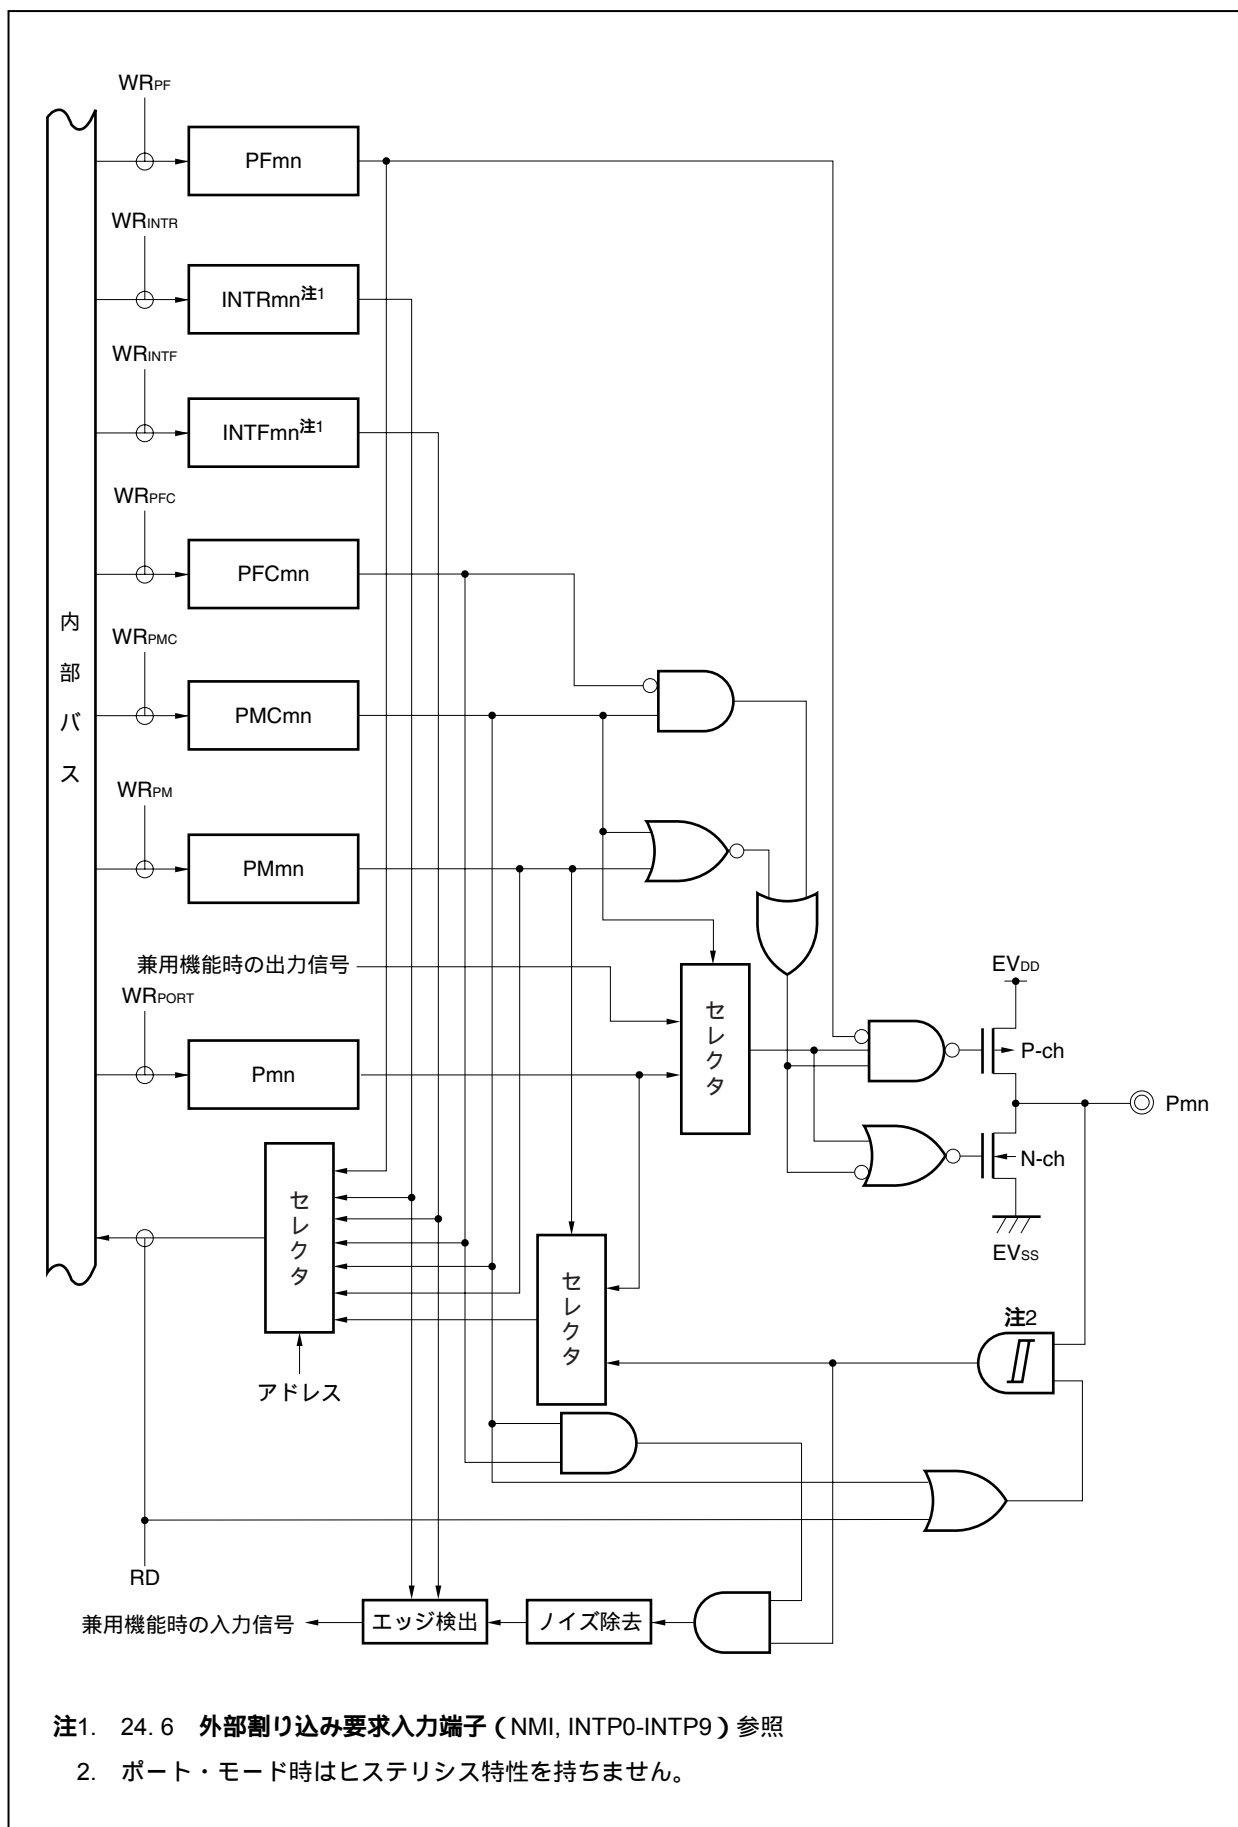 WRPF
PFmn
WRINTR
INTRmn注1
WRINTF
INTFmn注1
WRPFC
PFCmn
内部バス
WRPMC
PMCmn
WRPM
PMmn
兼用機能時の出力信号
WRPORT
Pmn
セレクタ
EVDD
P-ch
Pmn
N-ch
EVSS
セレクタ
セレクタ
注2
アドレス
RD
兼用機能時の入力信号
エッジ検出
ノイズ除去
注1. 24. 6 外部割り込み要求入力端子(NMI, INTP0-INTP9)参照
2. ポート・モード時はヒステリシス特性を持ちません。